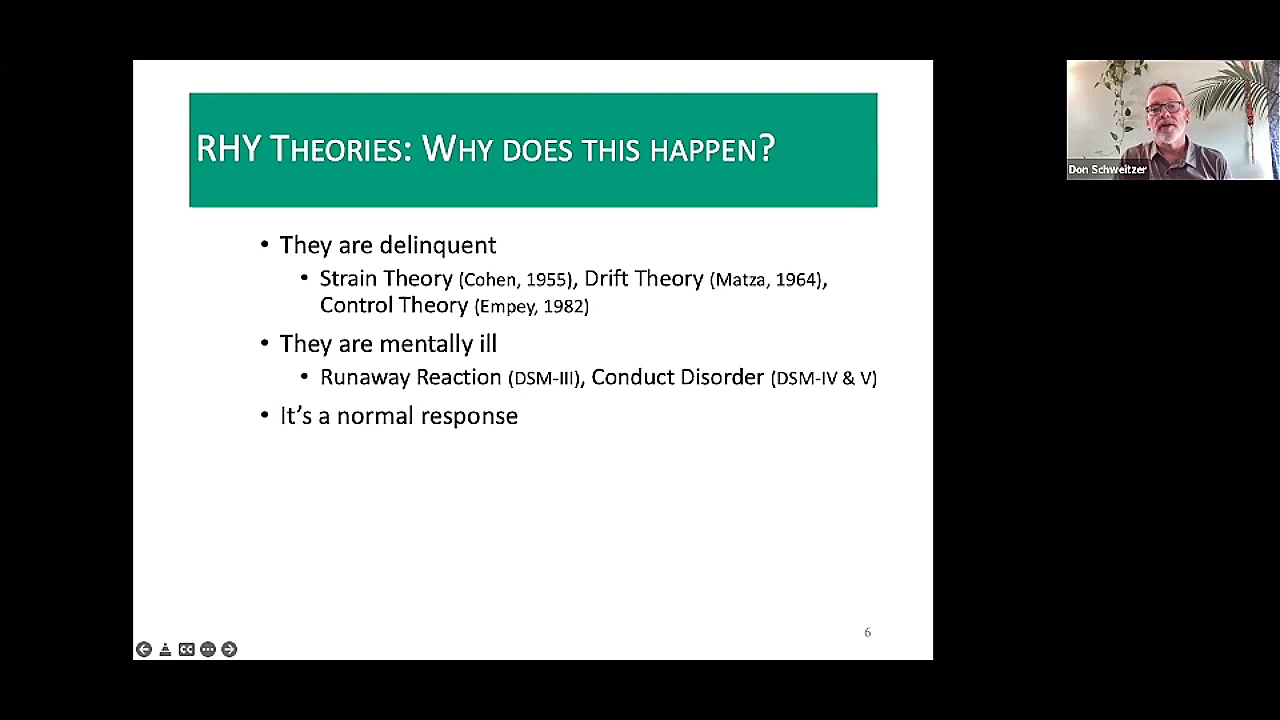 RHY THEORIES: WHY DOES THIS HAPPEN?
• They are delinquent
• Strain Theory (Cohen, 1955), Drift Theory (Matza, 1964),
Control Theory (Empey, 1982)
• They are mentally ill
• Runaway Reaction (DSM-III), Conduct Disorder (DSM-IV & V)
• It's a normal response
6
CC
Don Schweitzer